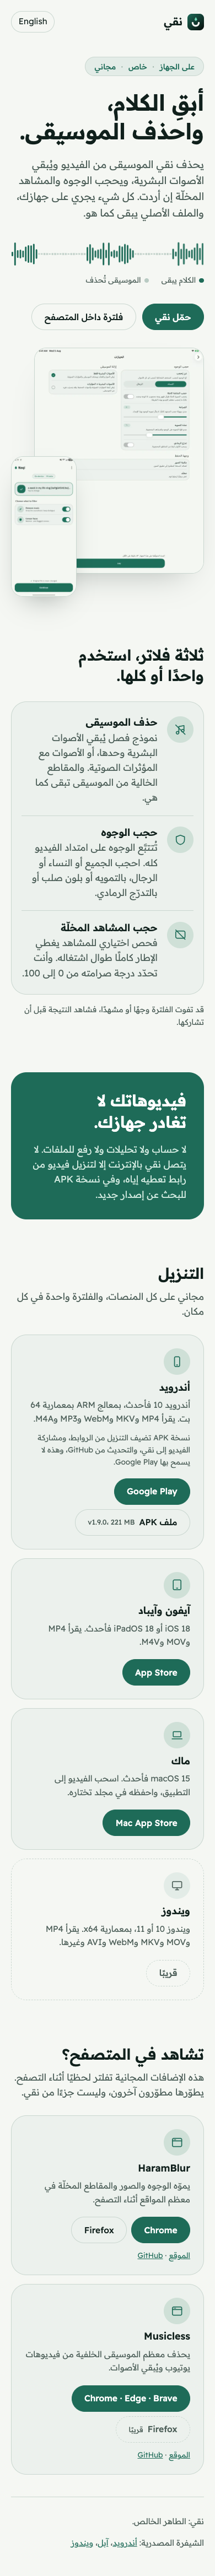 نقي
English
على الجهاز · خاص · مجاني
أبقِ الكلام،
واحذف الموسيقى.
يحذف نقي الموسيقى من الفيديو ويُبقي
الأصوات البشرية، ويحجب الوجوه والمشاهد
المخلّة إن أردت. كل شيء يجري على جهازك،
والملف الأصلي يبقى كما هو.
الكلام يبقى
الموسيقى تُحذف
حمّل نقي
فلترة داخل المتصفح
ثلاثة فلاتر، استخدم
واحدًا أو كلها.
حذف الموسيقى
نموذج فصل يُبقي الأصوات
البشرية وحدها، أو الأصوات مع
المؤثرات الصوتية. والمقاطع
الخالية من الموسيقى تبقى كما
هي.
حجب الوجوه
تُتتبَّع الوجوه على امتداد الفيديو
كله. احجب الجميع أو النساء أو
الرجال، بالتمويه أو بلون صلب أو
بالتدرّج الرمادي.
حجب المشاهد المخلّة
فحص اختياري للمشاهد يغطي
الإطار كاملًا طوال اشتغاله. وأنت
تحدّد درجة صرامته من 0 إلى 100.
قد تفوت الفلترة وجهًا أو مشهدًا، فشاهد النتيجة قبل أن
تشاركها.
فيديوهاتك لا
تغادر جهازك.
لا حساب ولا تحليلات ولا رفع للملفات. لا
يتصل نقي بالإنترنت إلا لتنزيل فيديو من
رابط تعطيه إياه، وفي نسخة APK
للبحث عن إصدار جديد.
التنزيل
مجاني على كل المنصات، والفلترة واحدة في كل
مكان.
أندرويد
أندرويد 10 فأحدث، بمعالج ARM بمعمارية 64
بت. يقرأ MP4 وMKV وWebM وMP3 وM4A.
نسخة APK تضيف التنزيل من الروابط، ومشاركة
الفيديو إلى نقي، والتحديث من GitHub، وهذه لا
يسمح بها Google Play.
Google Play
ملف APK v1.9.0، 221 MB
آيفون وآيباد
iOS 18 أو iPadOS 18 فأحدث. يقرأ MP4
وMOV وM4V.
App Store
ماك
macOS 15 فأحدث. اسحب الفيديو إلى
التطبيق، واحفظه في مجلد تختاره.
Mac App Store
ويندوز
ويندوز 10 أو 11، بمعمارية x64. يقرأ MP4
وMOV وMKV وWebM وAVI وغيرها.
قريبًا
تشاهد في المتصفح؟
هذه الإضافات المجانية تفلتر لحظيًا أثناء التصفح.
يطوّرها مطوّرون آخرون، وليست جزءًا من نقي.
HaramBlur
يموّه الوجوه والصور والمقاطع المخلّة في
معظم المواقع أثناء التصفح.
Chrome
Firefox
الموقع · GitHub
Musicless
يحذف معظم الموسيقى الخلفية من فيديوهات
يوتيوب ويُبقي الأصوات.
Chrome · Edge · Brave
Firefox قريبًا
الموقع · GitHub
نقي: الطاهر الخالص.
الشيفرة المصدرية: أندرويد، آبل، ويندوز